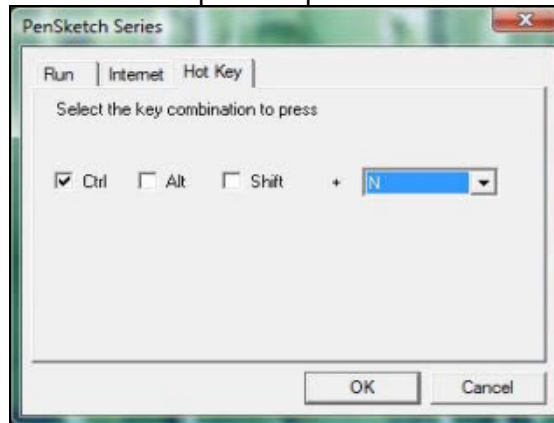 PenSketch Series
Run Internet Hot Key
Select the key combination to press
Ctrl Alt Shift + N
OK Cancel